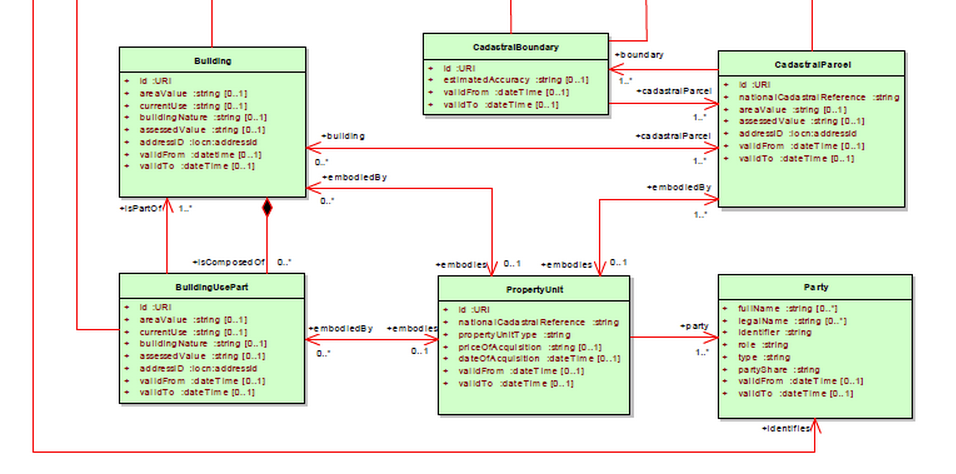 Building
+ id :URI
+ areaValue :string [0..1]
+ currentUse :string [0..1]
+ buildingNature :string [0..1]
+ assessedValue :string [0..1]
+ addressID :locn:addressId
+ validFrom :datetime [0..1]
+ validTo :dateTime [0..1]
CadastralBoundary
+ id :URI
+ estimatedAccuracy :string [0..1]
+ validFrom :dateTime [0..1]
+ validTo :dateTime [0..1]
+boundary
1..*
+cadastralParcel
1..*
CadastralParcel
+ id :URI
+ nationalCadastralReference :string
+ areaValue :string [0..1]
+ assessedValue :string [0..1]
+ addressID :locn:addressId
+ validFrom :dateTime [0..1]
+ validTo :dateTime [0..1]
+building
0..*
+cadastralParcel
1..*
+embodiedBy
0..*
+embodiedBy
1..*
+isPartOf
1..*
+isComposedOf
0..*
+embodies
0..1
+embodies
0..1
BuildingUsePart
+ id :URI
+ areaValue :string [0..1]
+ currentUse :string [0..1]
+ buildingNature :string [0..1]
+ assessedValue :string [0..1]
+ addressID :locn:addressId
+ validFrom :dateTime [0..1]
+ validTo :dateTime [0..1]
+embodiedBy
0..*
+embodies
0..1
PropertyUnit
+ id :URI
+ nationalCadastralReference :string
+ propertyUnitType :string
+ priceOfAcquisition :string [0..1]
+ dateOfAcquisition :dateTime [0..1]
+ validFrom :dateTime [0..1]
+ validTo :dateTime [0..1]
+party
1..*
Party
+ fullName :string [0..*]
+ legalName :string [0..*]
+ identifier :string
+ role :string
+ type :string
+ partyShare :string
+ validFrom :dateTime [0..1]
+ validTo :dateTime [0..1]
+identifies